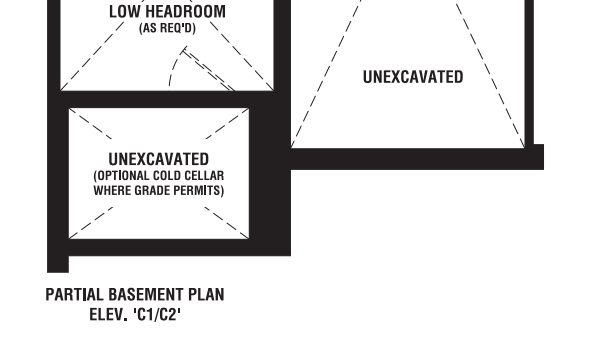 LOW HEADROOM
(AS REQ'D)
UNEXCAVATED
UNEXCAVATED
(OPTIONAL COLD CELLAR
WHERE GRADE PERMITS)
PARTIAL BASEMENT PLAN
ELEV. 'C1/C2'